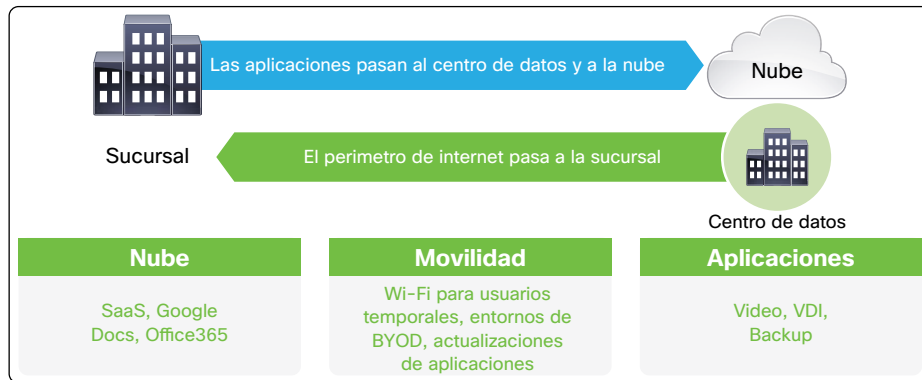 Las aplicaciones pasan al centro de datos y a la nube
Nube
Sucursal
El perimetro de internet pasa a la sucursal
Centro de datos
Nube
SaaS, Google
Docs, Office365
Movilidad
Wi-Fi para usuarios
temporales, entornos de
BYOD, actualizaciones
de aplicaciones
Aplicaciones
Video, VDI,
Backup